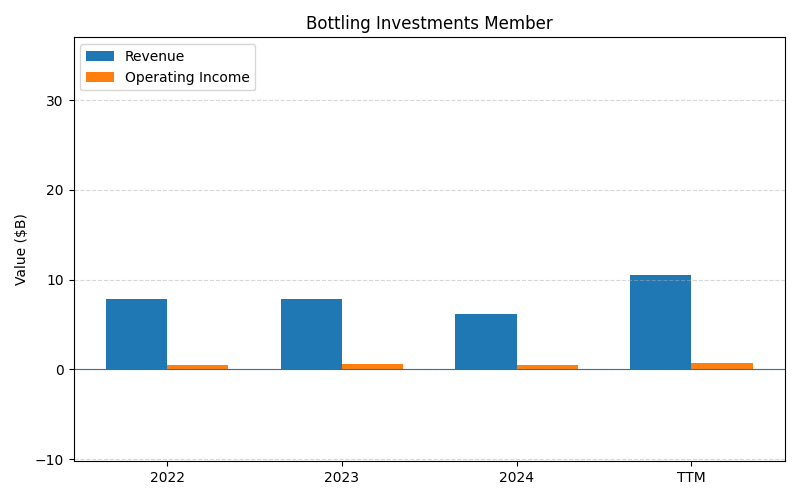 Bottling Investments Member
Revenue
Operating Income
Value ($B)
30
20
10
0
−10
2022
2023
2024
TTM